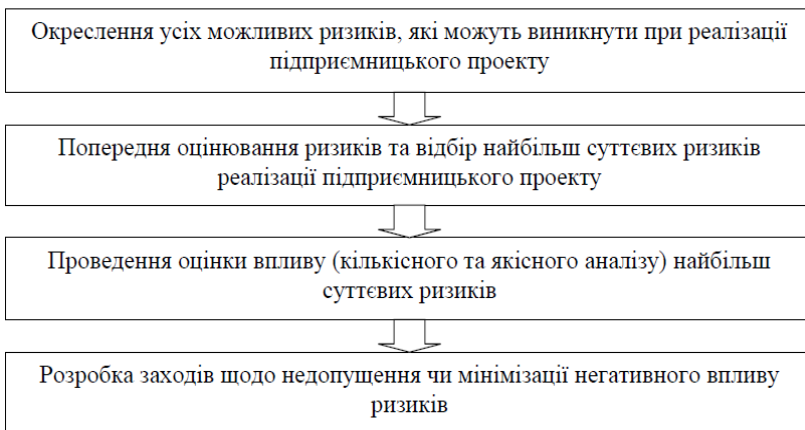 Окреслення усіх можливих ризиків, які можуть виникнути при реалізації
підприємницького проекту
Попередня оцінювання ризиків та відбір найбільш суттєвих ризиків
реалізації підприємницького проекту
Проведення оцінки впливу (кількісного та якісного аналізу) найбільш
суттєвих ризиків
Розробка заходів щодо недопущення чи мінімізації негативного впливу
ризиків